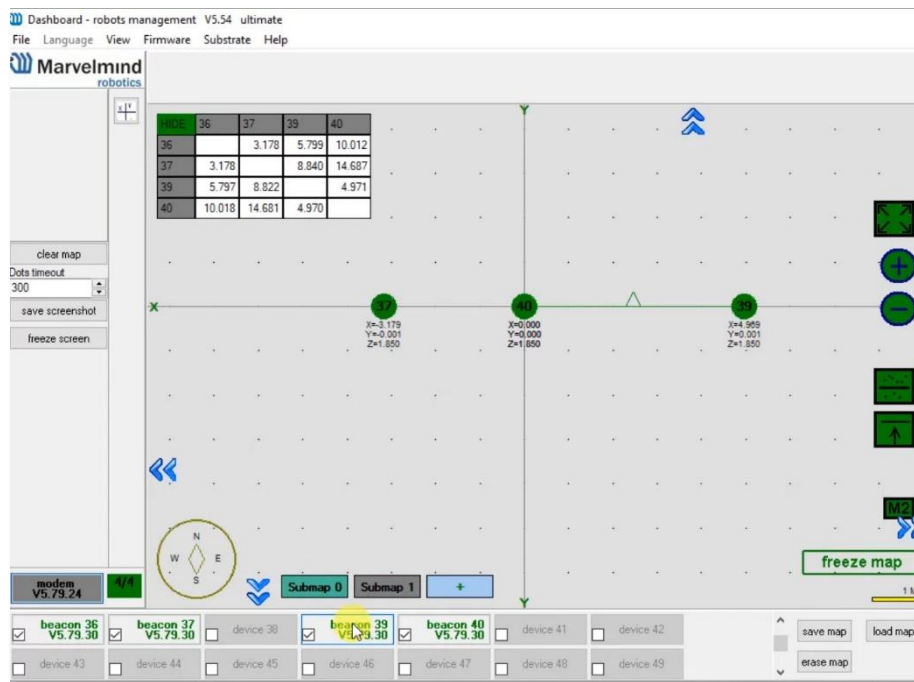 Dashboard - robots management V5.54 ultimate
File Language View Firmware Substrate Help
Marvelmind
robotics
X Y
HIDE 36 37 39 40
36 3.178 5.799 10.012
37 3.178 8.840 14.687
39 5.797 8.822 4.971
40 10.018 14.681 4.970
Y
clear map
Dots timeout
300
save screenshot
freeze screen
X
37
X=-3.179
Y=-0.001
Z=1.850
40
X=0.000
Y=0.000
Z=1.850
39
X=4.969
Y=0.001
Z=1.850
M2
N
W E
S
freeze map
modem
V5.79.24
4/4
Submap 0 Submap 1 +
Y
1 M
beacon 36
V5.79.30
beacon 37
V5.79.30
device 38
beacon 39
V5.79.30
beacon 40
V5.79.30
device 41
device 42
save map
load map
device 43
device 44
device 45
device 46
device 47
device 48
device 49
erase map